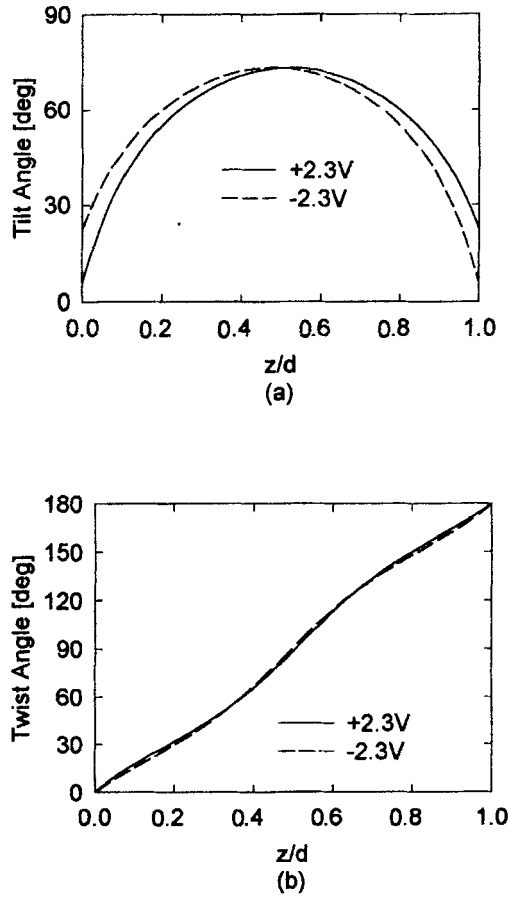 90
60
30
0
Tilt Angle [deg]
+2.3V
-2.3V
0.0 0.2 0.4 0.6 0.8 1.0
z/d
(a)
180
150
120
90
60
30
0
Twist Angle [deg]
+2.3V
-2.3V
0.0 0.2 0.4 0.6 0.8 1.0
z/d
(b)